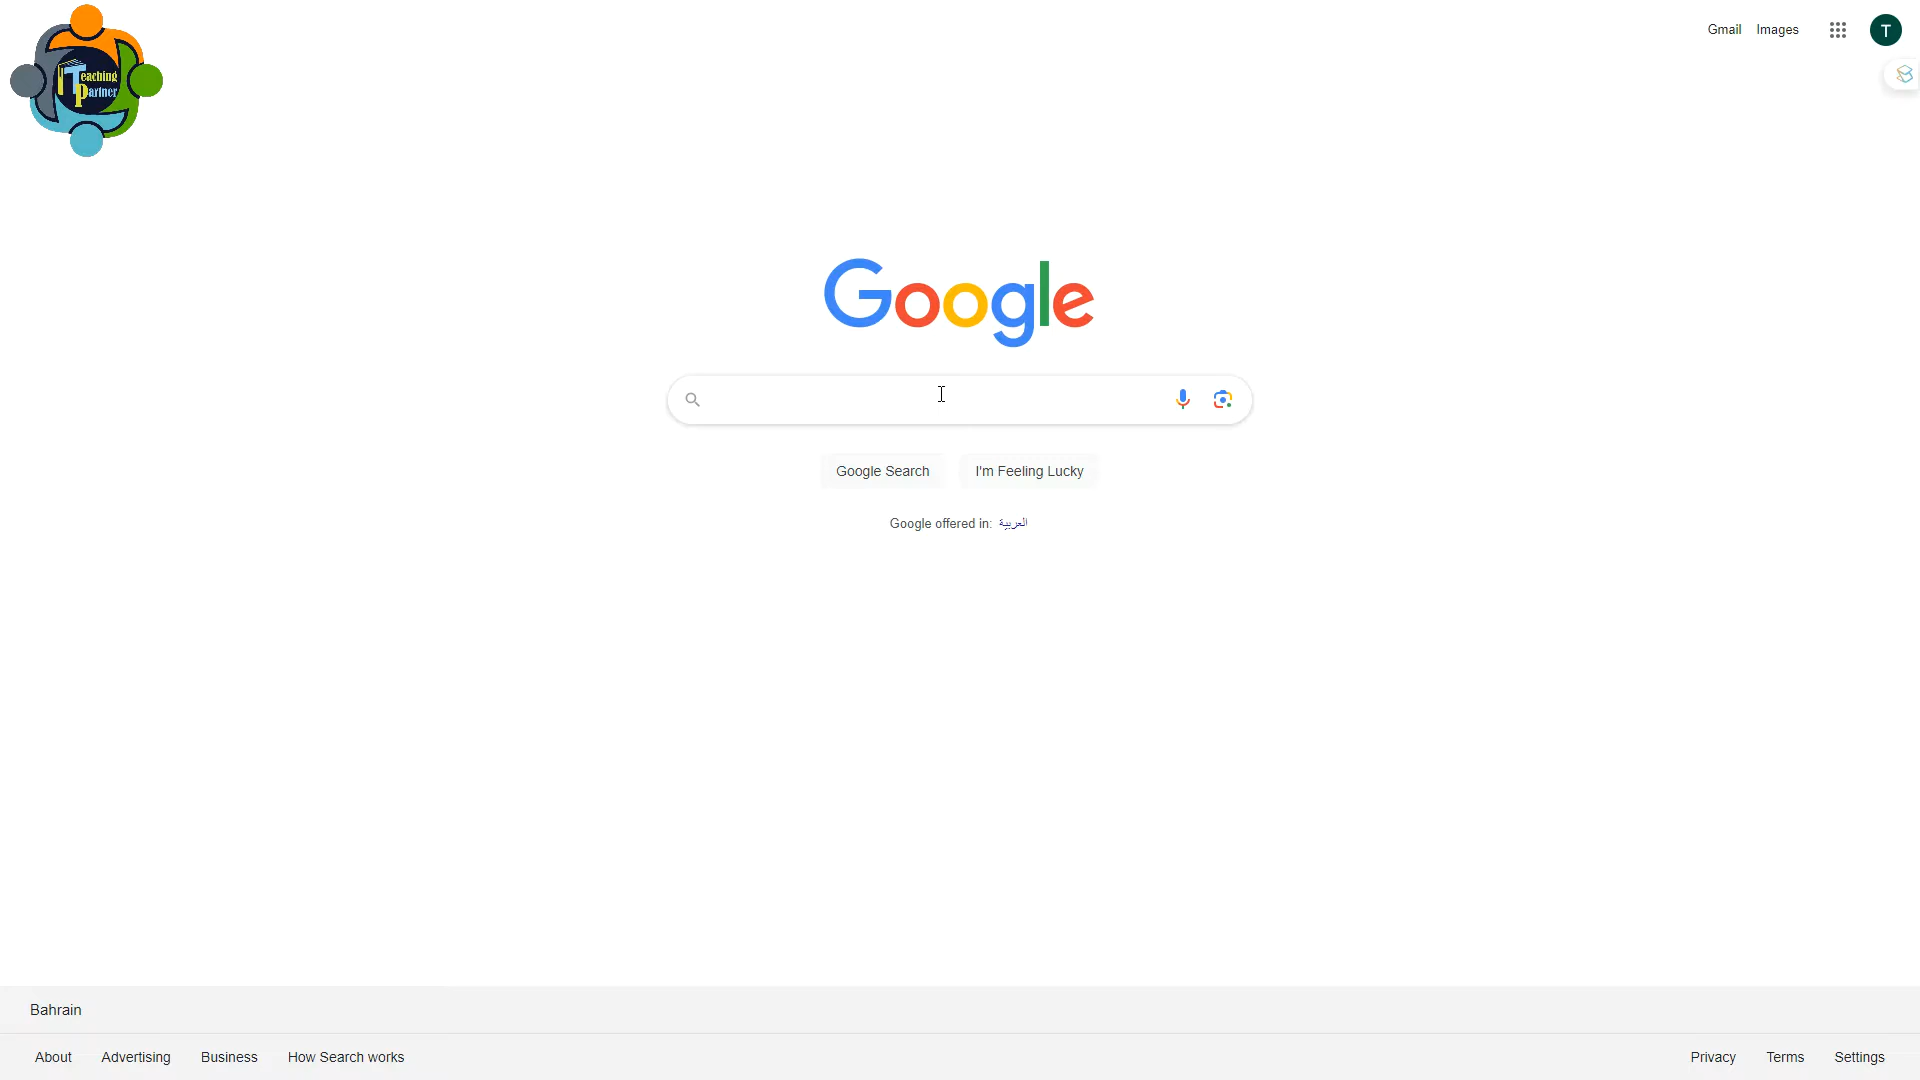 Gmail Images
T
Teaching
Partner
Google
Google Search I'm Feeling Lucky
Google offered in: العربية
Bahrain
About Advertising Business How Search works
Privacy Terms Settings